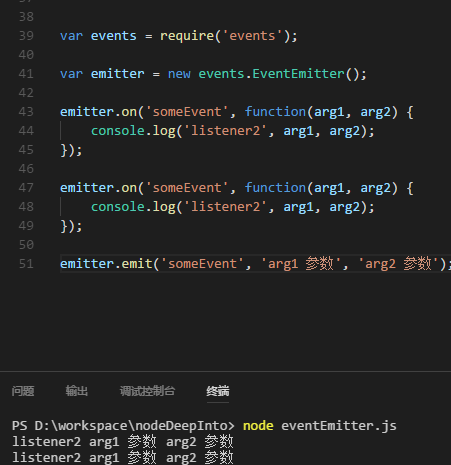 38
39 var events = require('events');
40
41 var emitter = new events.EventEmitter();
42
43 emitter.on('someEvent', function(arg1, arg2) {
44     console.log('listener2', arg1, arg2);
45 });
46
47 emitter.on('someEvent', function(arg1, arg2) {
48     console.log('listener2', arg1, arg2);
49 });
50
51 emitter.emit('someEvent', 'arg1 参数', 'arg2 参数');
问题 输出 调试控制台 终端
PS D:\workspace\nodeDeepInto> node eventEmitter.js
listener2 arg1 参数 arg2 参数
listener2 arg1 参数 arg2 参数